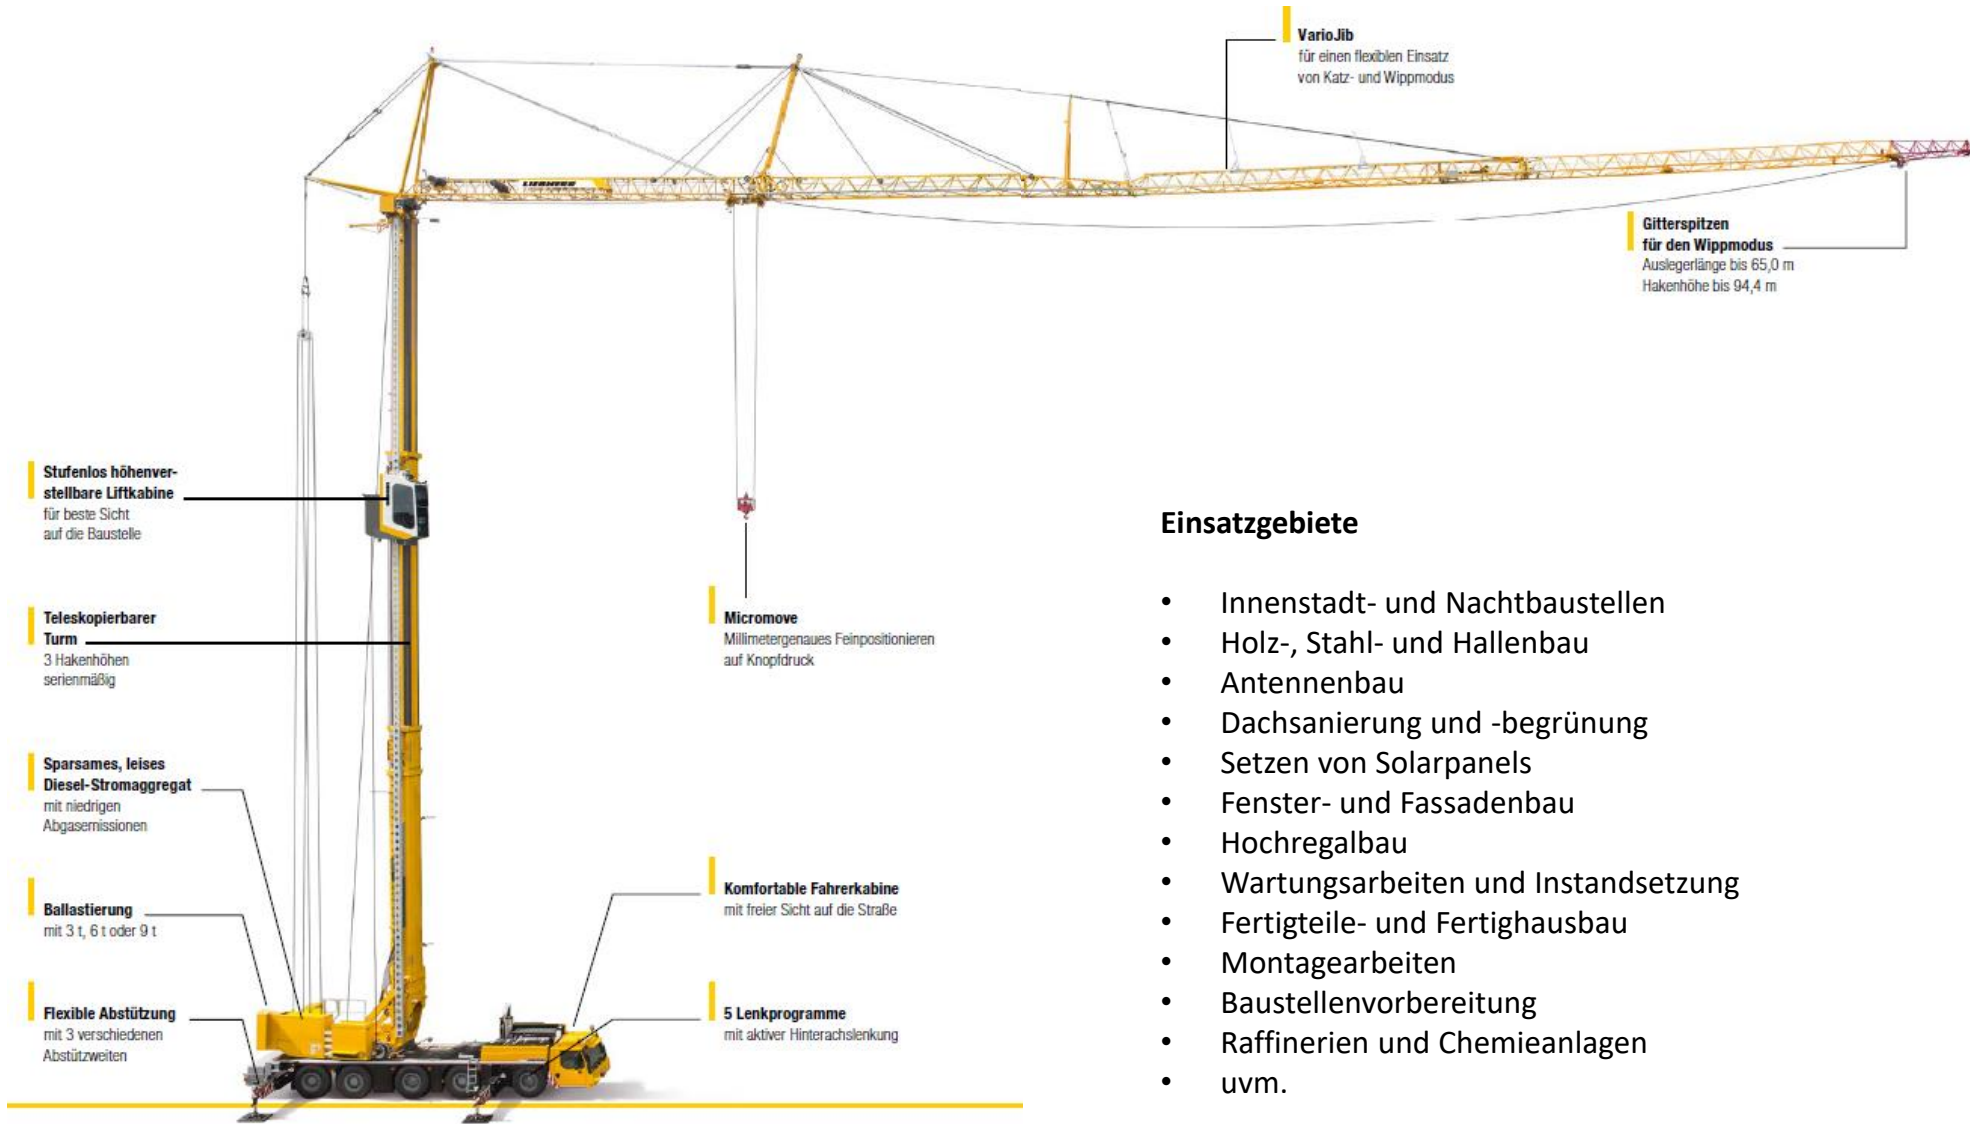 VarioJib
für einen flexiblen Einsatz
von Katz- und Wippmodus
LIEBHERR
Gitterspitzen
für den Wippmodus
Auslegerlänge bis 65,0 m
Hakenhöhe bis 94,4 m
Stufenlos höhenver-
stellbare Liftkabine
für beste Sicht
auf die Baustelle
Teleskopierbarer
Turm
3 Hakenhöhen
serienmäßig
Micromove
Millimetergenaues Feinpositionieren
auf Knopfdruck
Sparsames, leises
Diesel-Stromaggregat
mit niedrigen
Abgasemissionen
Ballastierung
mit 3 t, 6 t oder 9 t
Flexible Abstützung
mit 3 verschiedenen
Abstützweiten
Komfortable Fahrerkabine
mit freier Sicht auf die Straße
5 Lenkprogramme
mit aktiver Hinterachslenkung
Einsatzgebiete
• Innenstadt- und Nachtbaustellen
• Holz-, Stahl- und Hallenbau
• Antennenbau
• Dachsanierung und -begrünung
• Setzen von Solarpanels
• Fenster- und Fassadenbau
• Hochregalbau
• Wartungsarbeiten und Instandsetzung
• Fertigteile- und Fertighausbau
• Montagearbeiten
• Baustellenvorbereitung
• Raffinerien und Chemieanlagen
• uvm.